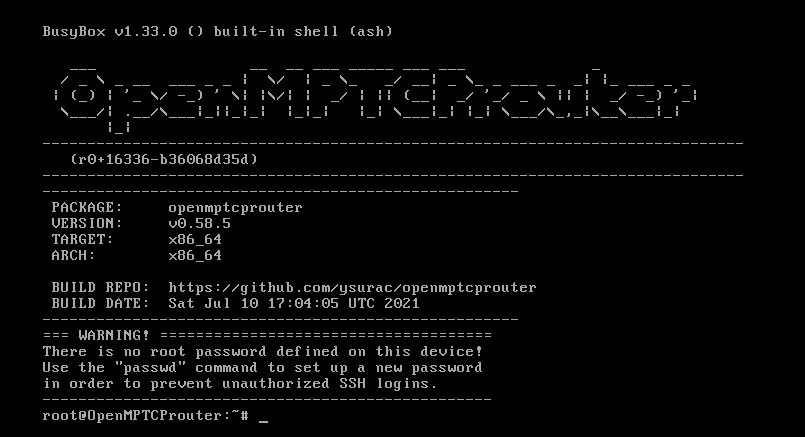 BusyBox v1.33.0 () built-in shell (ash)
OpenMPTCProuter
(r0+16336-b36068d35d)
PACKAGE: openmptcprouter
VERSION: v0.58.5
TARGET: x86_64
ARCH: x86_64
BUILD REPO: https://github.com/ysurac/openmptcprouter
BUILD DATE: Sat Jul 10 17:04:05 UTC 2021
=== WARNING! =====================================
There is no root password defined on this device!
Use the "passwd" command to set up a new password
in order to prevent unauthorized SSH logins.
root@OpenMPTCProuter:~# _